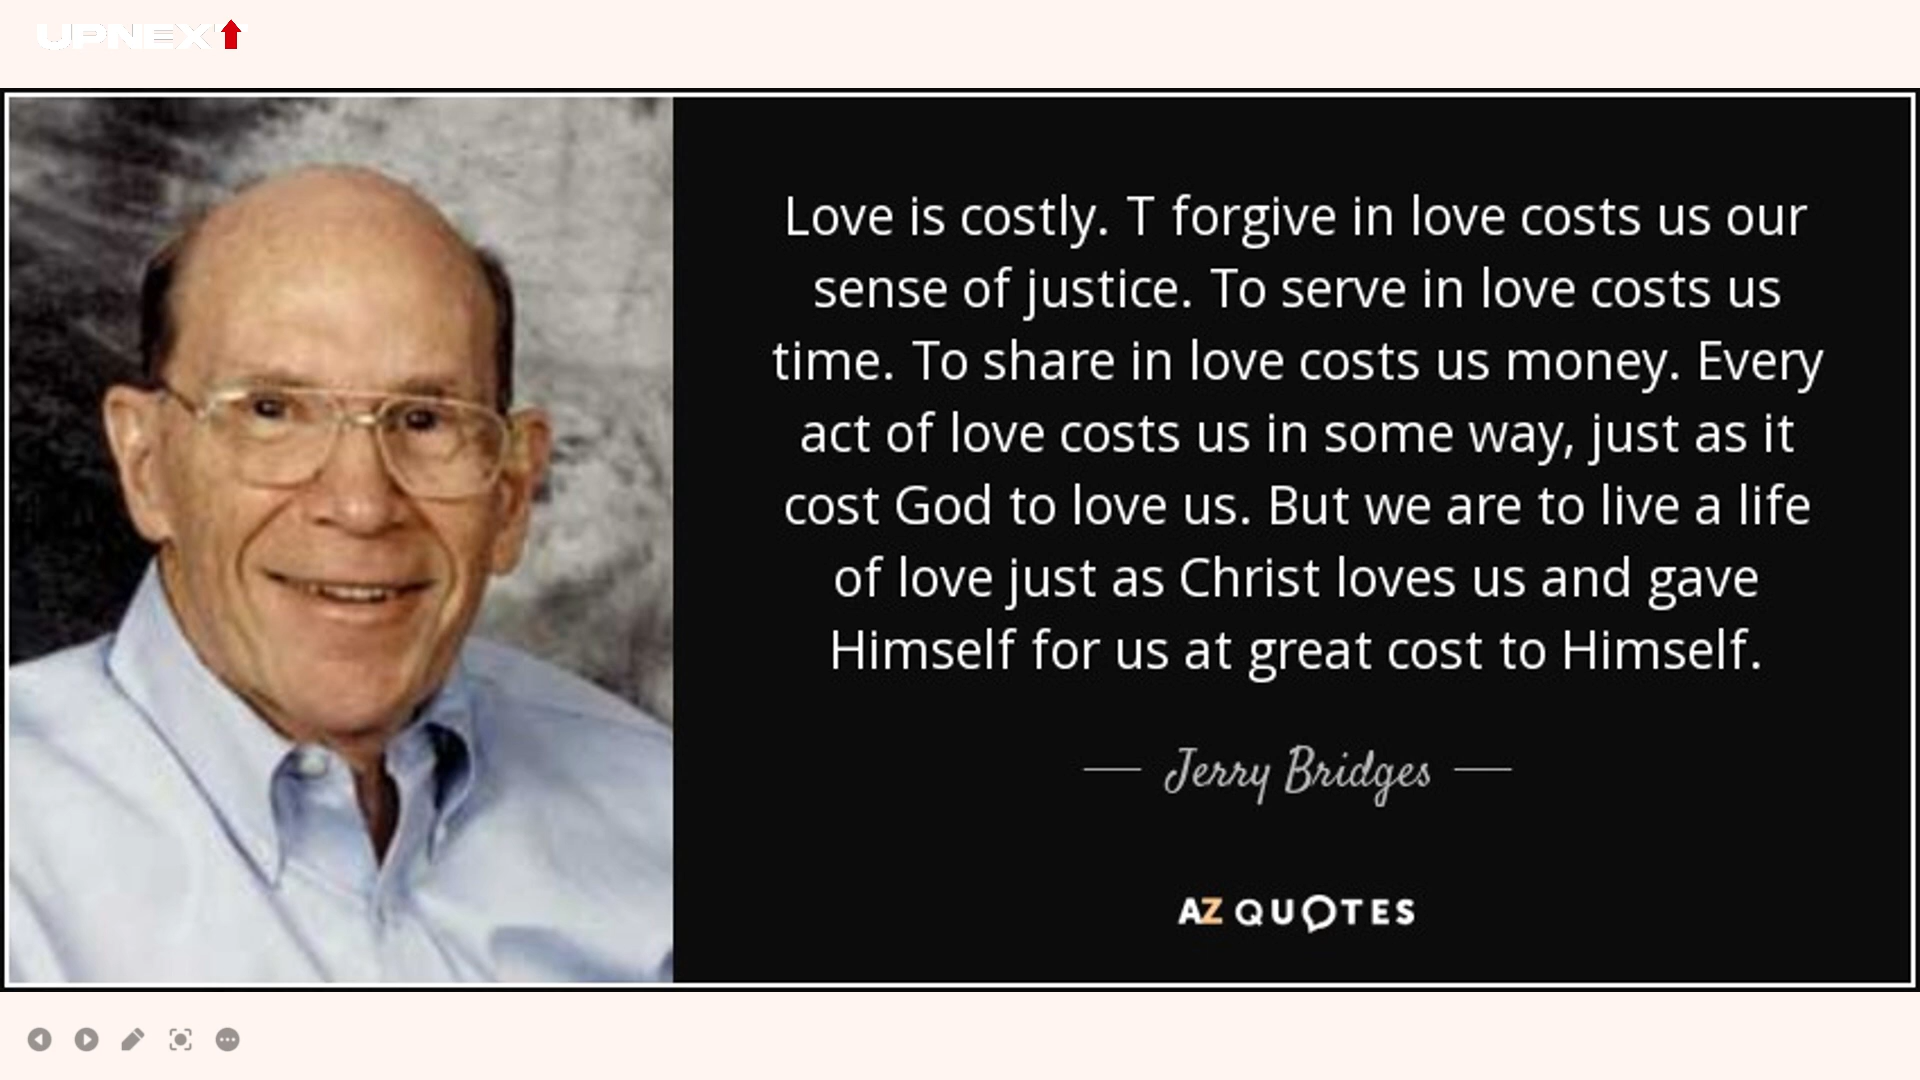 UPNEX
Love is costly. T forgive in love costs us our
sense of justice. To serve in love costs us
time. To share in love costs us money. Every
act of love costs us in some way, just as it
cost God to love us. But we are to live a life
of love just as Christ loves us and gave
Himself for us at great cost to Himself.
Jerry Bridges
AZ QUOTES